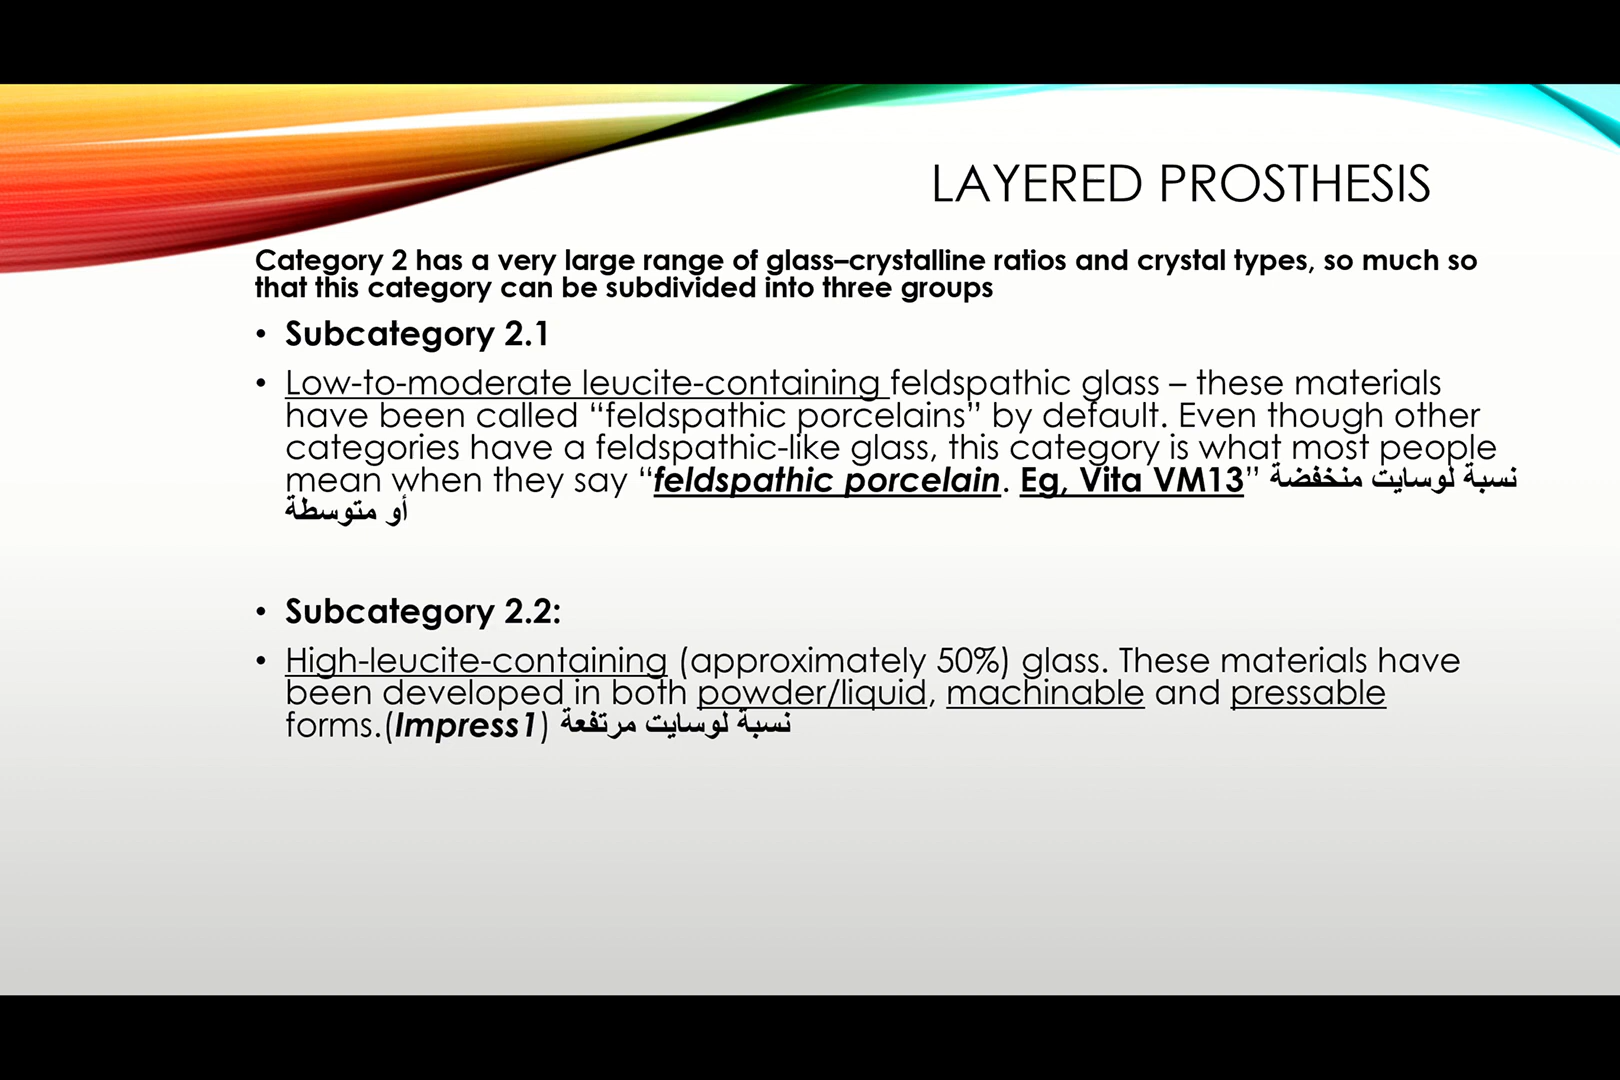 LAYERED PROSTHESIS
Category 2 has a very large range of glass–crystalline ratios and crystal types, so much so
that this category can be subdivided into three groups
• Subcategory 2.1
• Low-to-moderate leucite-containing feldspathic glass – these materials
have been called “feldspathic porcelains” by default. Even though other
categories have a feldspathic-like glass, this category is what most people
mean when they say “feldspathic porcelain. Eg, Vita VM13” نسبة لوسايت منخفضة
أو متوسطة
• Subcategory 2.2:
• High-leucite-containing (approximately 50%) glass. These materials have
been developed in both powder/liquid, machinable and pressable
forms.(Impress1) نسبة لوسايت مرتفعة